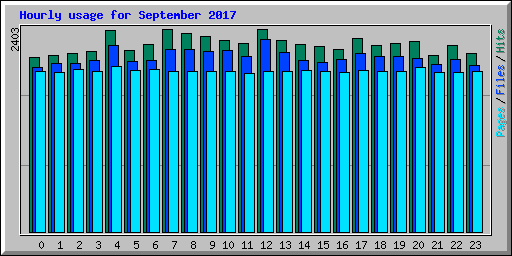 Hourly usage for September 2017
2403
Pages / Files / Hits
0 1 2 3 4 5 6 7 8 9 10 11 12 13 14 15 16 17 18 19 20 21 22 23